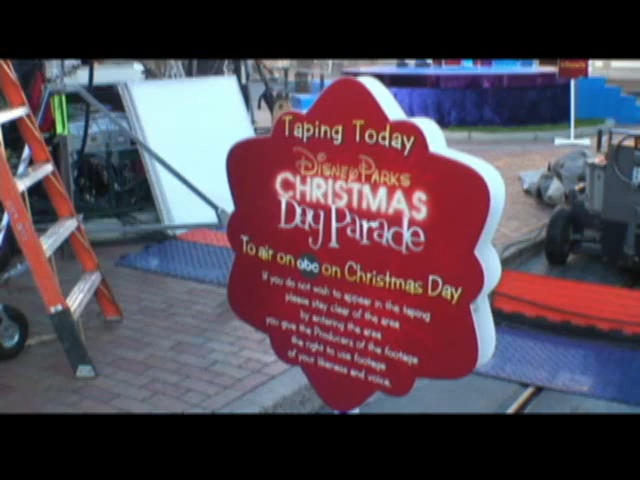 Taping Today
Disney Parks
CHRISTMAS
Day Parade
To air on abc on Christmas Day
If you do not wish to appear in the taping
please stay clear of the area
by entering the area
you give the Producers of the footage
the right to use footage
of your likeness and voice.